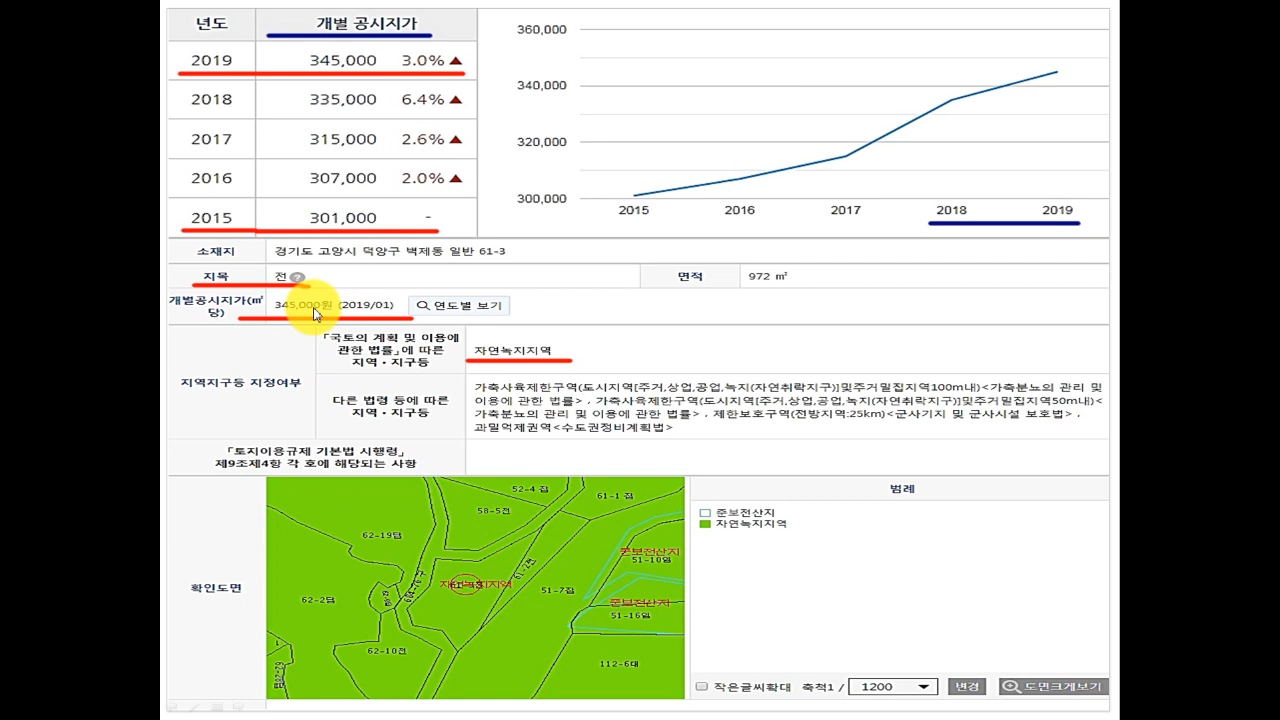 년도 개별 공시지가
2019 345,000 3.0% ▲
2018 335,000 6.4% ▲
2017 315,000 2.6% ▲
2016 307,000 2.0% ▲
2015 301,000 -
360,000
340,000
320,000
300,000
2015 2016 2017 2018 2019
소재지 경기도 고양시 덕양구 벽제동 일반 61-3
지목 전 ? 면적 972 ㎡
개별공시지가(㎡당) 345,000원 (2019/01) 연도별 보기
지역지구등 지정여부
「국토의 계획 및 이용에
관한 법률」에 따른
지역·지구등
자연녹지지역
다른 법령 등에 따른
지역·지구등
가축사육제한구역(도시지역[주거,상업,공업,녹지(자연취락지구)]및주거밀집지역100m내)<가축분뇨의 관리 및
이용에 관한 법률> , 가축사육제한구역(도시지역[주거,상업,공업,녹지(자연취락지구)]및주거밀집지역50m내)<
가축분뇨의 관리 및 이용에 관한 법률> , 제한보호구역(전방지역:25km)<군사기지 및 군사시설 보호법> ,
과밀억제권역<수도권정비계획법>
「토지이용규제 기본법 시행령」
제9조제4항 각 호에 해당되는 사항
확인도면
52-4 집
61-1 집
58-5전
62-19답
준보전산지
51-10임
61-2전
자연녹지지역
51-7집
62-2답
준보전산지
51-16임
62-10전
112-6대
범례
준보전산지
자연녹지지역
작은글씨확대 축척1 / 1200 변경 도면크게보기